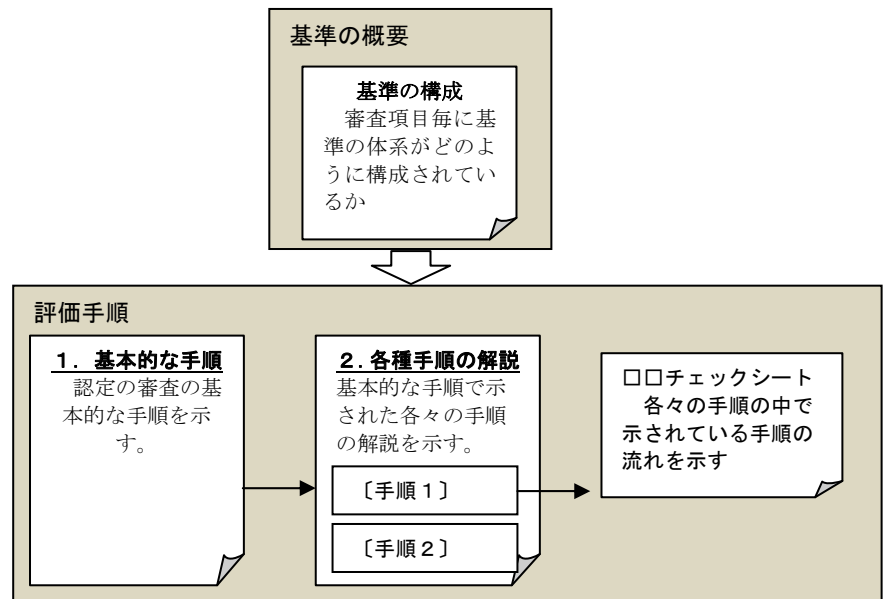 基準の概要
基準の構成
審査項目毎に基
準の体系がどのよ
うに構成されてい
るか
評価手順
１．基本的な手順
認定の審査の基
本的な手順を示
す。
２.各種手順の解説
基本的な手順で示
された各々の手順
の解説を示す。
〔手順１〕
〔手順２〕
□□チェックシート
各々の手順の中で
示されている手順の
流れを示す